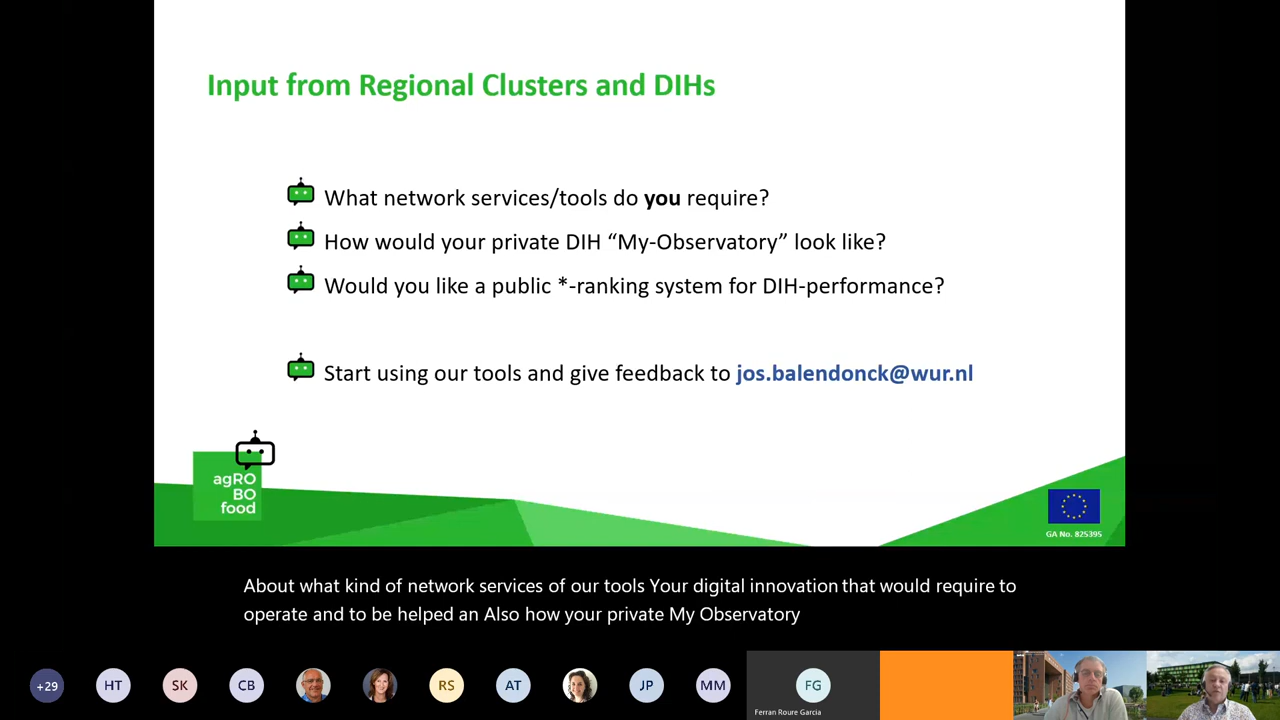 Input from Regional Clusters and DIHs
What network services/tools do you require?
How would your private DIH “My-Observatory” look like?
Would you like a public *-ranking system for DIH-performance?
Start using our tools and give feedback to jos.balendonck@wur.nl
agRO
BO
food
GA No. 825395
About what kind of network services of our tools Your digital innovation that would require to
operate and to be helped an Also how your private My Observatory
+29
HT
SK
CB
RS
AT
JP
MM
FG
Ferran Roure Garcia